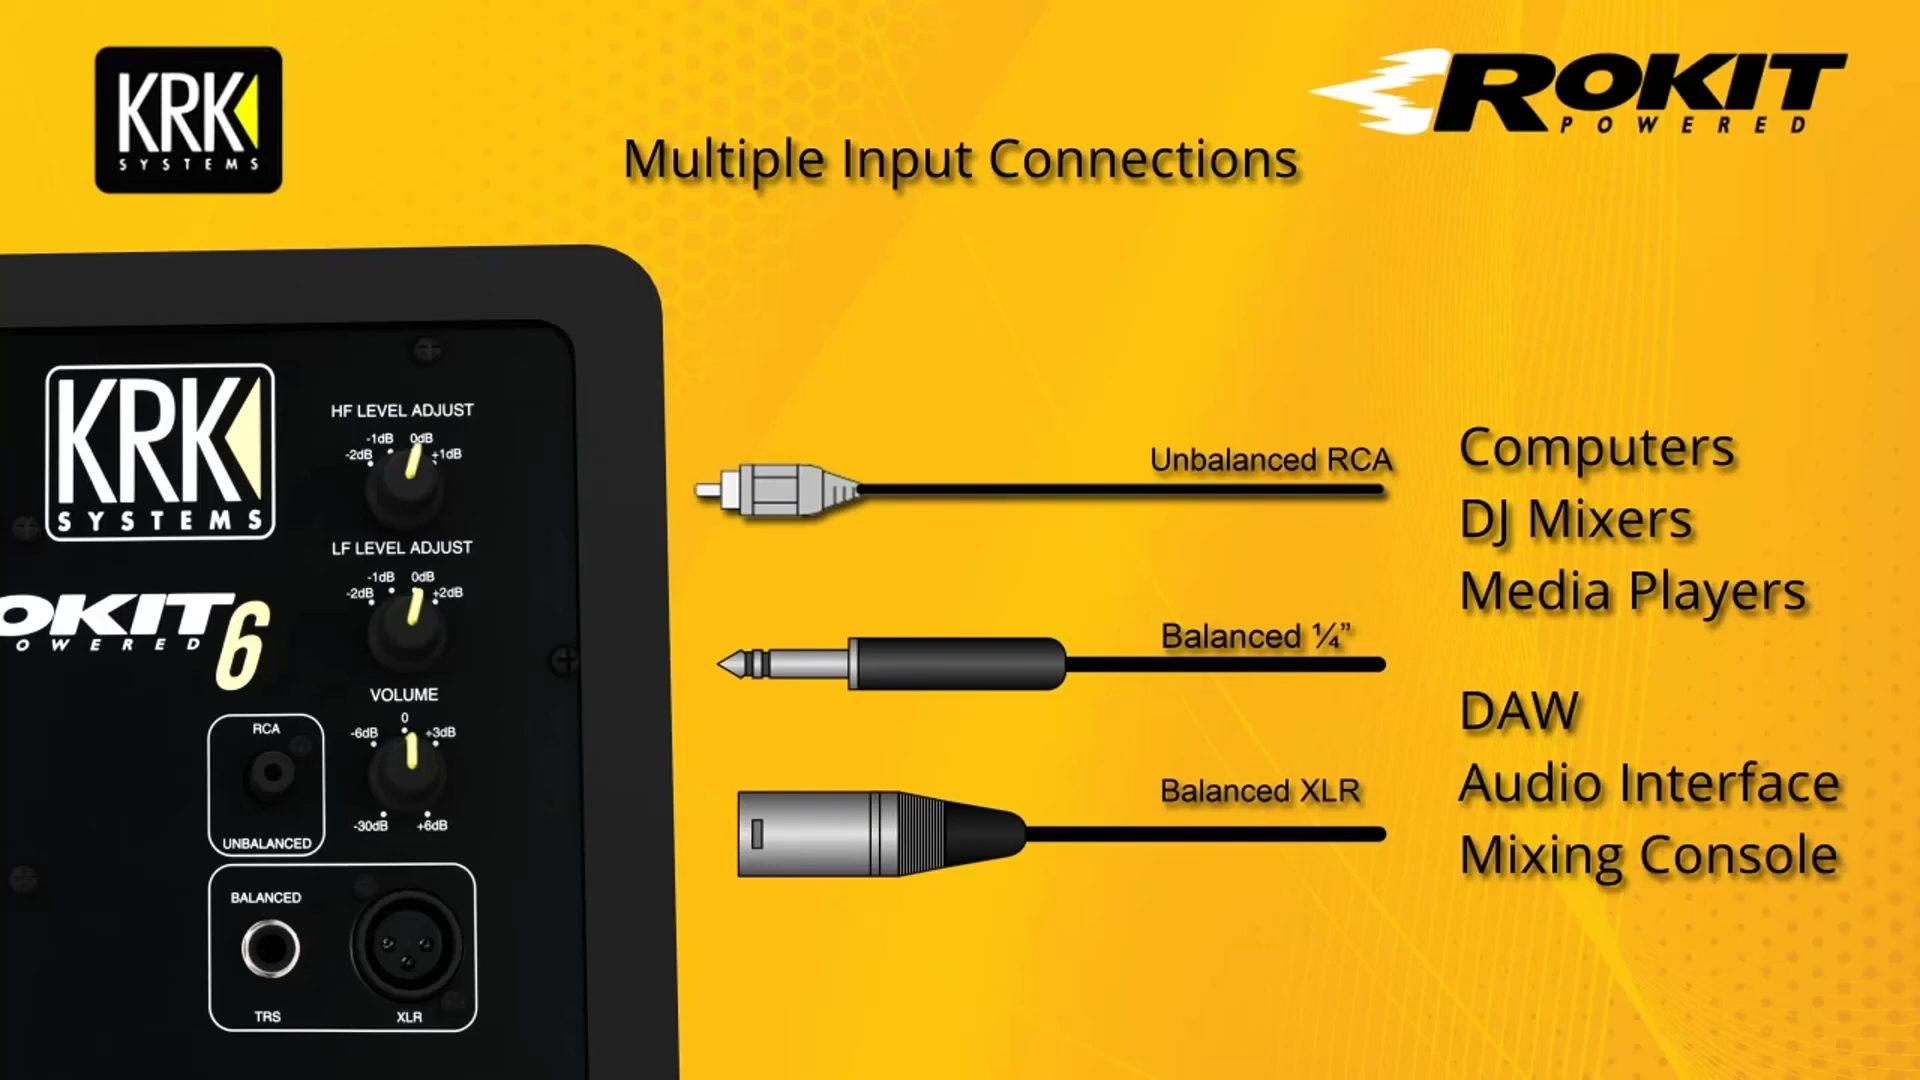 KRK
SYSTEMS
ROKIT
POWERED
Multiple Input Connections
KRK
SYSTEMS
OKIT 6
OWERED
HF LEVEL ADJUST
-1dB 0dB
-2dB +1dB
LF LEVEL ADJUST
-1dB 0dB
-2dB +2dB
VOLUME
0
-6dB +3dB
-30dB +6dB
RCA
UNBALANCED
BALANCED
TRS XLR
Unbalanced RCA
Balanced ¼”
Balanced XLR
Computers
DJ Mixers
Media Players
DAW
Audio Interface
Mixing Console